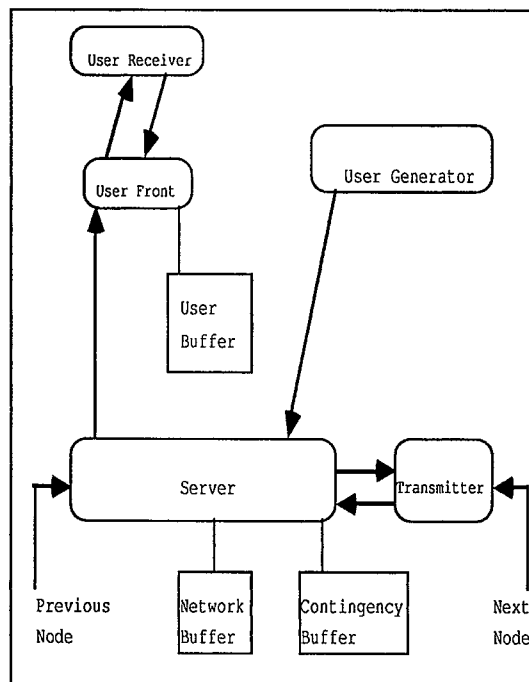 User Receiver
User Front
User Generator
User
Buffer
Server
Transmitter
Previous
Node
Network
Buffer
Contingency
Buffer
Next
Node